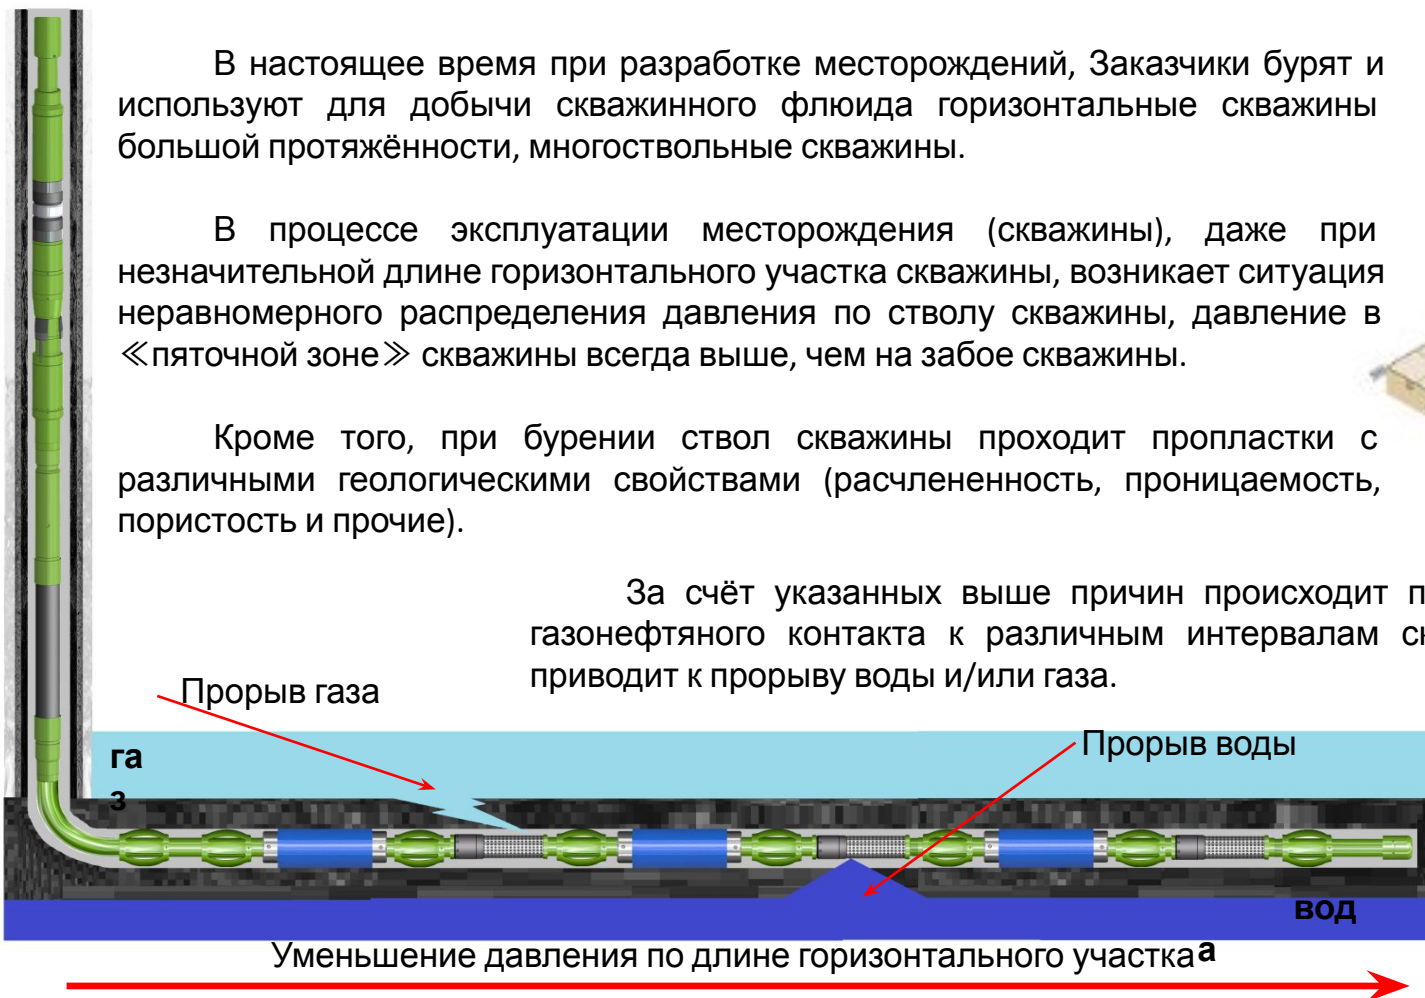 В настоящее время при разработке месторождений, Заказчики бурят и
используют для добычи скважинного флюида горизонтальные скважины
большой протяжённости, многоствольные скважины.
В процессе эксплуатации месторождения (скважины), даже при
незначительной длине горизонтального участка скважины, возникает ситуация
неравномерного распределения давления по стволу скважины, давление в
≪пяточной зоне≫ скважины всегда выше, чем на забое скважины.
Кроме того, при бурении ствол скважины проходит пропластки с
различными геологическими свойствами (расчлененность, проницаемость,
пористость и прочие).
За счёт указанных выше причин происходит
газонефтяного контакта к различным интервалам
приводит к прорыву воды и/или газа.
Прорыв газа
Прорыв воды
га
з
вод
а
Уменьшение давления по длине горизонтального участка